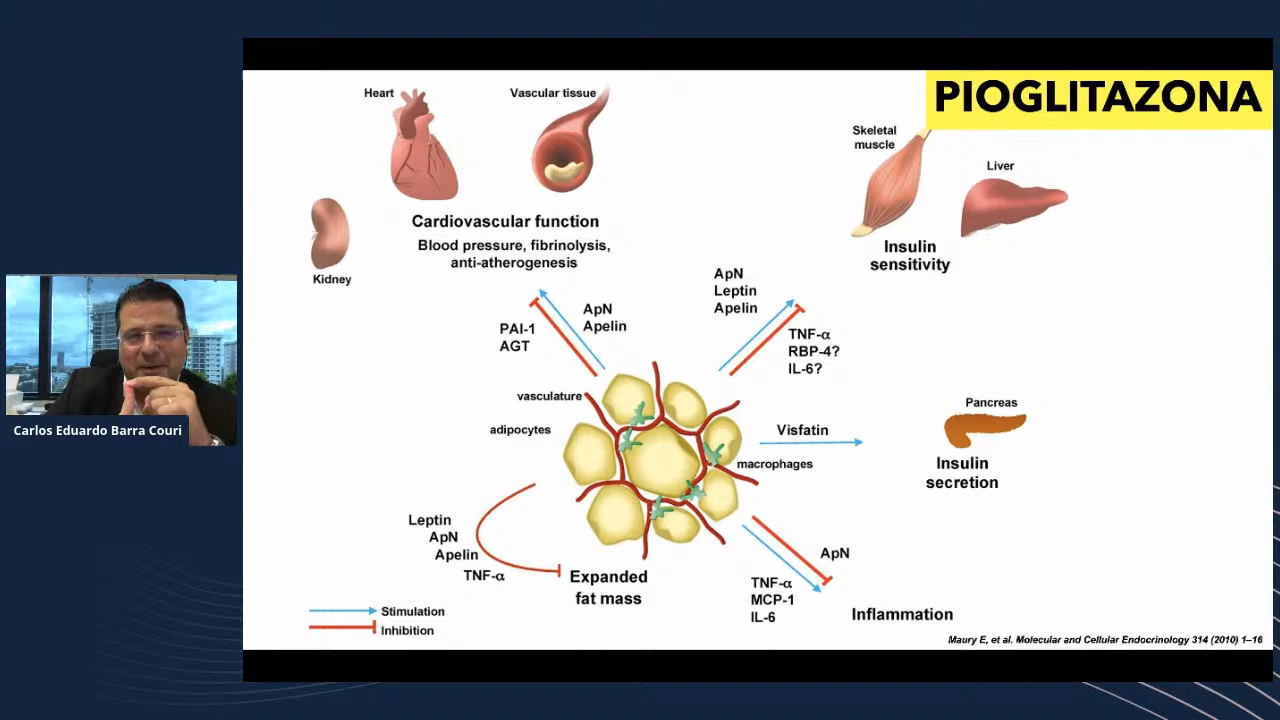 PIOGLITAZONA
Heart
Vascular tissue
Skeletal
muscle
Liver
Kidney
Cardiovascular function
Blood pressure, fibrinolysis,
anti-atherogenesis
Insulin
sensitivity
ApN
Leptin
Apelin
ApN
Apelin
PAI-1
AGT
TNF-α
RBP-4?
IL-6?
vasculature
adipocytes
macrophages
Visfatin
Pancreas
Insulin
secretion
Leptin
ApN
Apelin
TNF-α
Expanded
fat mass
ApN
TNF-α
MCP-1
IL-6
Inflammation
Stimulation
Inhibition
Maury E, et al. Molecular and Cellular Endocrinology 314 (2010) 1–16
Carlos Eduardo Barra Couri